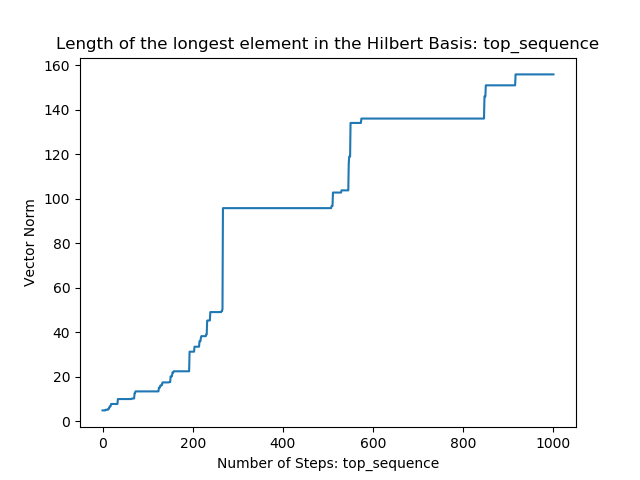 Length of the longest element in the Hilbert Basis: top_sequence
160
140
120
100
80
60
40
20
0
Vector Norm
0 200 400 600 800 1000
Number of Steps: top_sequence